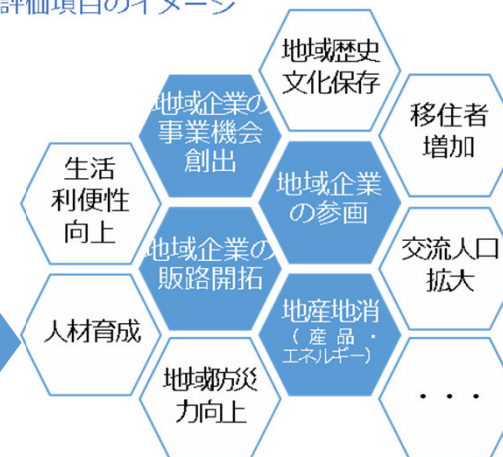 評価項目のイメージ
地域歴史
文化保存
地域企業の
事業機会
創出
移住者
増加
生活
利便性
向上
地域企業
の参画
地域企業の
販路開拓
交流人口
拡大
人材育成
地産地消
（産品・
エネルギー）
地域防災
力向上
・・・